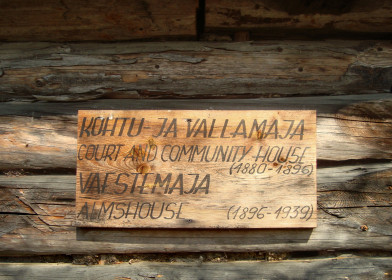 KOHTU JA VALLAMAJA
COURT AND COMMUNITY HOUSE
(1880-1896)
VAESTEMAJA
ALMSHOUSE (1896-1939)